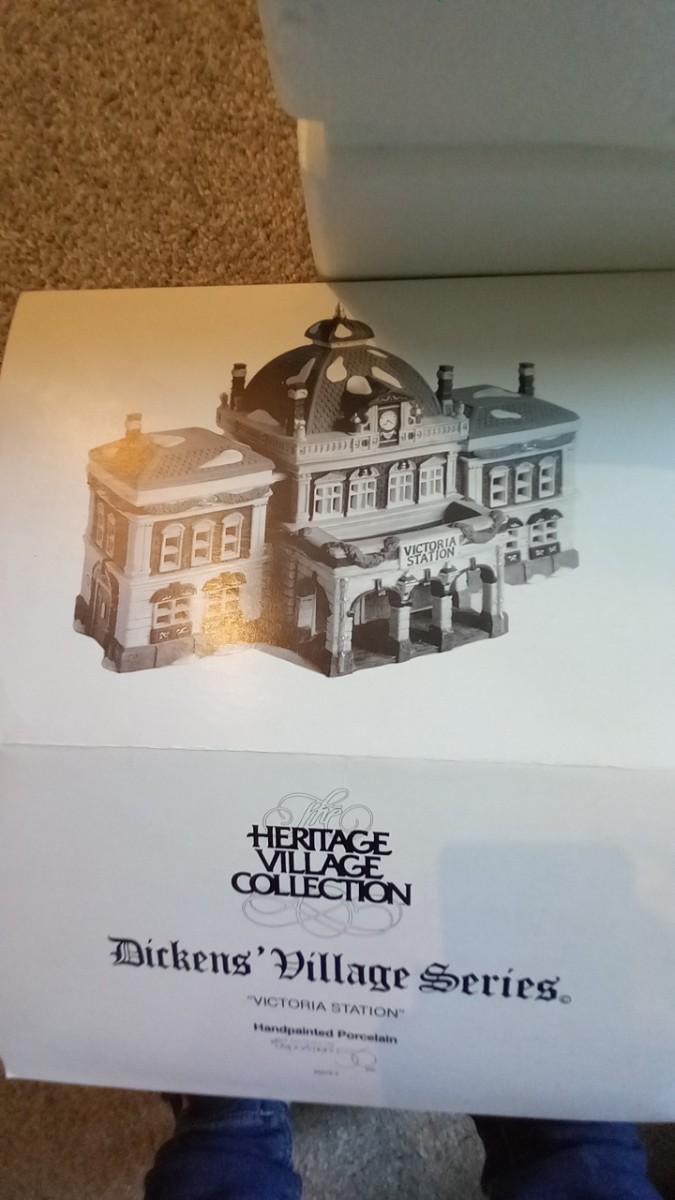 VICTORIA
STATION
The
HERITAGE
VILLAGE
COLLECTION
Dickens' Village Series©
"VICTORIA STATION"
Handpainted Porcelain